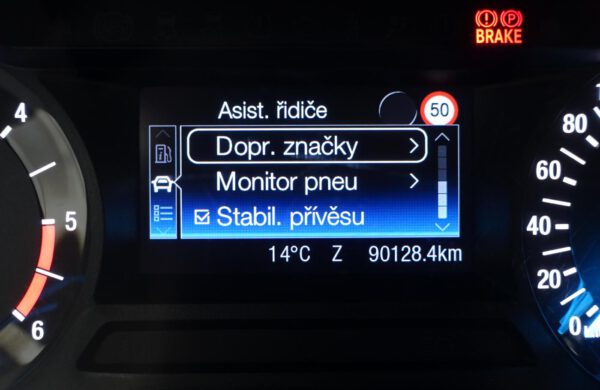 BRAKE
Asist. řidiče 50
Dopr. značky
Monitor pneu
Stabil. přívěsu
14°C Z 90128.4km
4
5
6
80
60
40
20
0